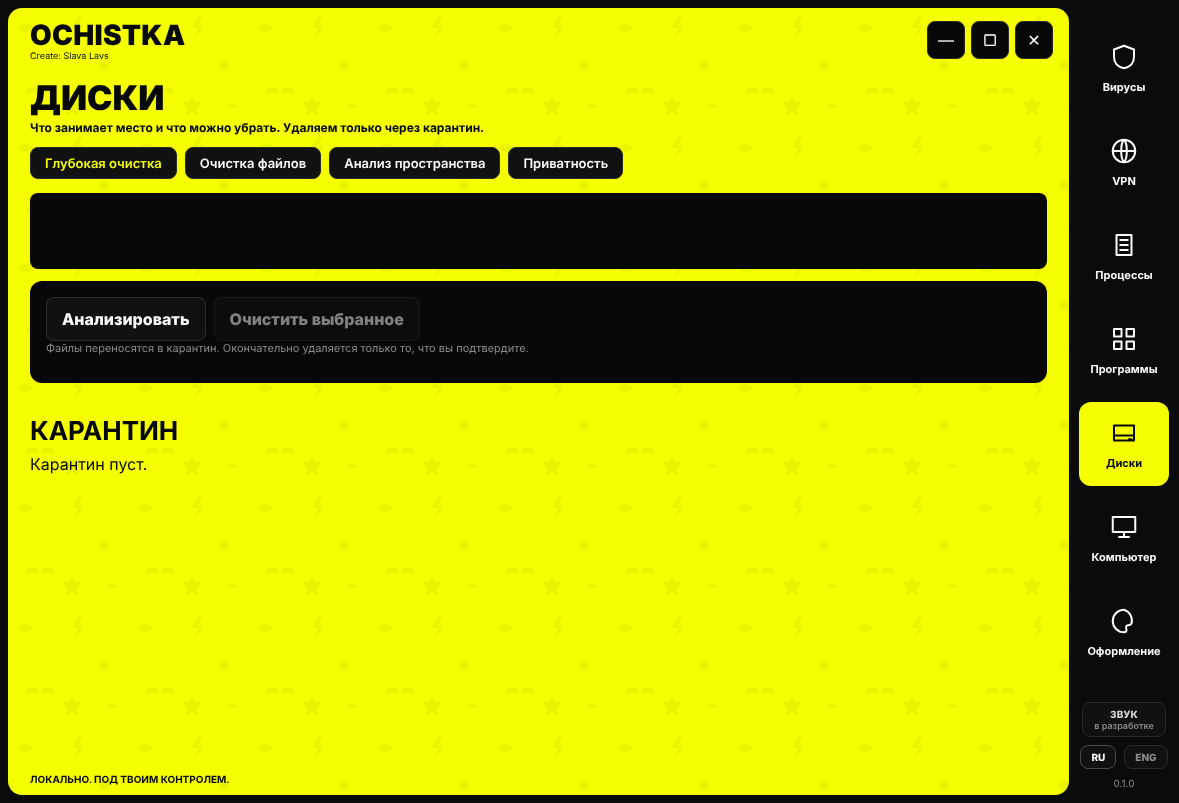 OCHISTKA
Create: Slava Lavs
ДИСКИ
Что занимает место и что можно убрать. Удаляем только через карантин.
Глубокая очистка
Очистка файлов
Анализ пространства
Приватность
Анализировать
Очистить выбранное
Файлы переносятся в карантин. Окончательно удаляется только то, что вы подтвердите.
КАРАНТИН
Карантин пуст.
ЛОКАЛЬНО. ПОД ТВОИМ КОНТРОЛЕМ.
Вирусы
VPN
Процессы
Программы
Диски
Компьютер
Оформление
ЗВУК
в разработке
RU
ENG
0.1.0